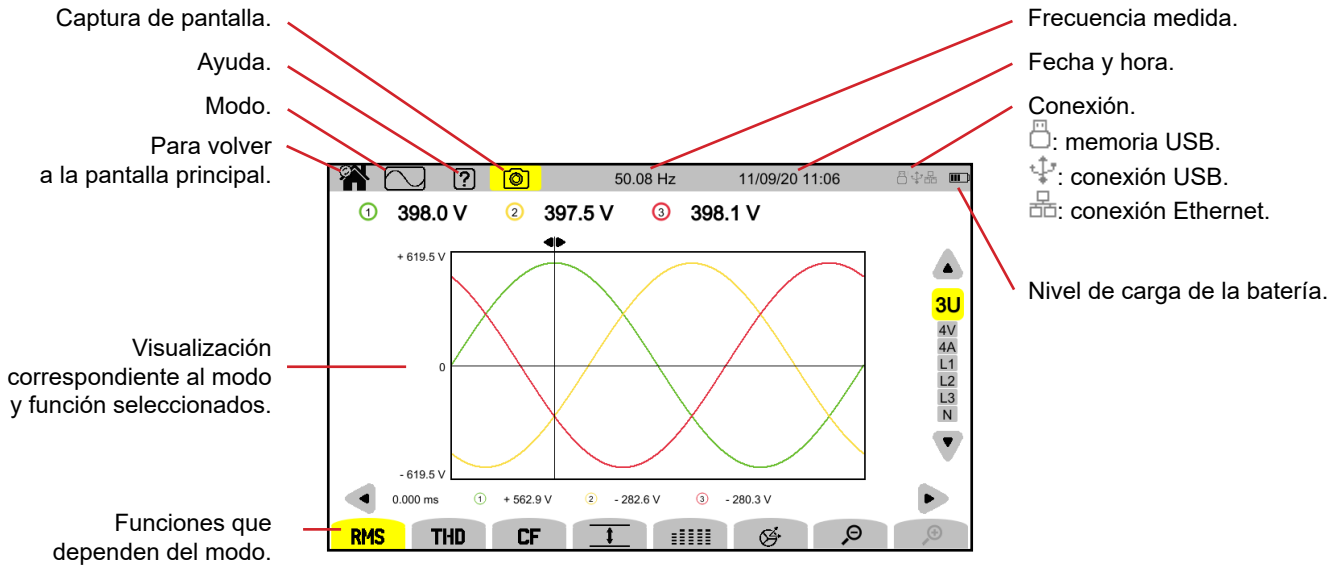 Captura de pantalla.
Ayuda.
Modo.
Para volver
a la pantalla principal.
Visualización
correspondiente al modo
y función seleccionados.
Funciones que
dependen del modo.
Frecuencia medida.
Fecha y hora.
Conexión.
: memoria USB.
: conexión USB.
: conexión Ethernet.
Nivel de carga de la batería.
? 50.08 Hz 11/09/20 11:06
1 398.0 V 2 397.5 V 3 398.1 V
+ 619.5 V
0
- 619.5 V
3U
4V
4A
L1
L2
L3
N
0.000 ms 1 + 562.9 V 2 - 282.6 V 3 - 280.3 V
RMS THD CF